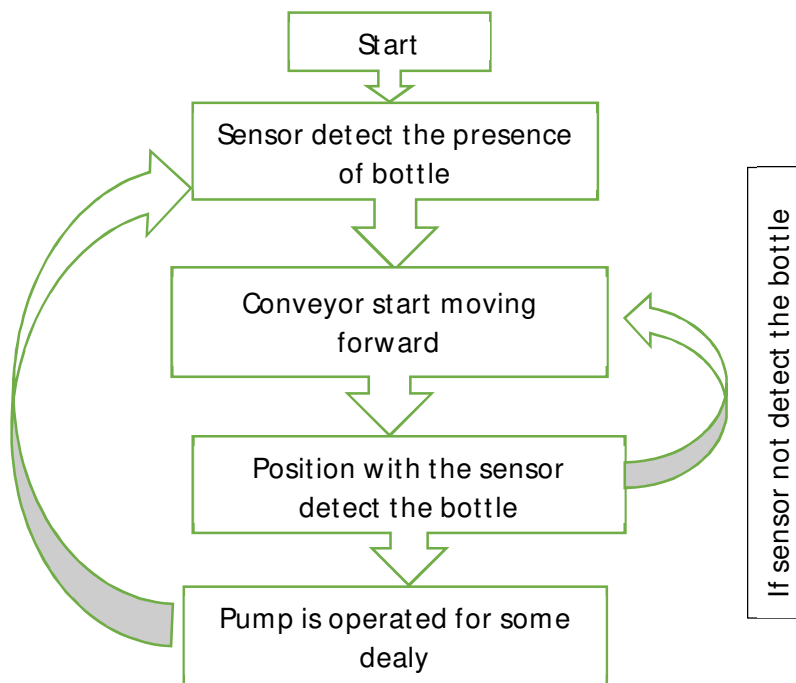 Start
Sensor detect the presence
of bottle
Conveyor start moving
forward
Position with the sensor
detect the bottle
Pump is operated for some
dealy
If sensor not detect the bottle